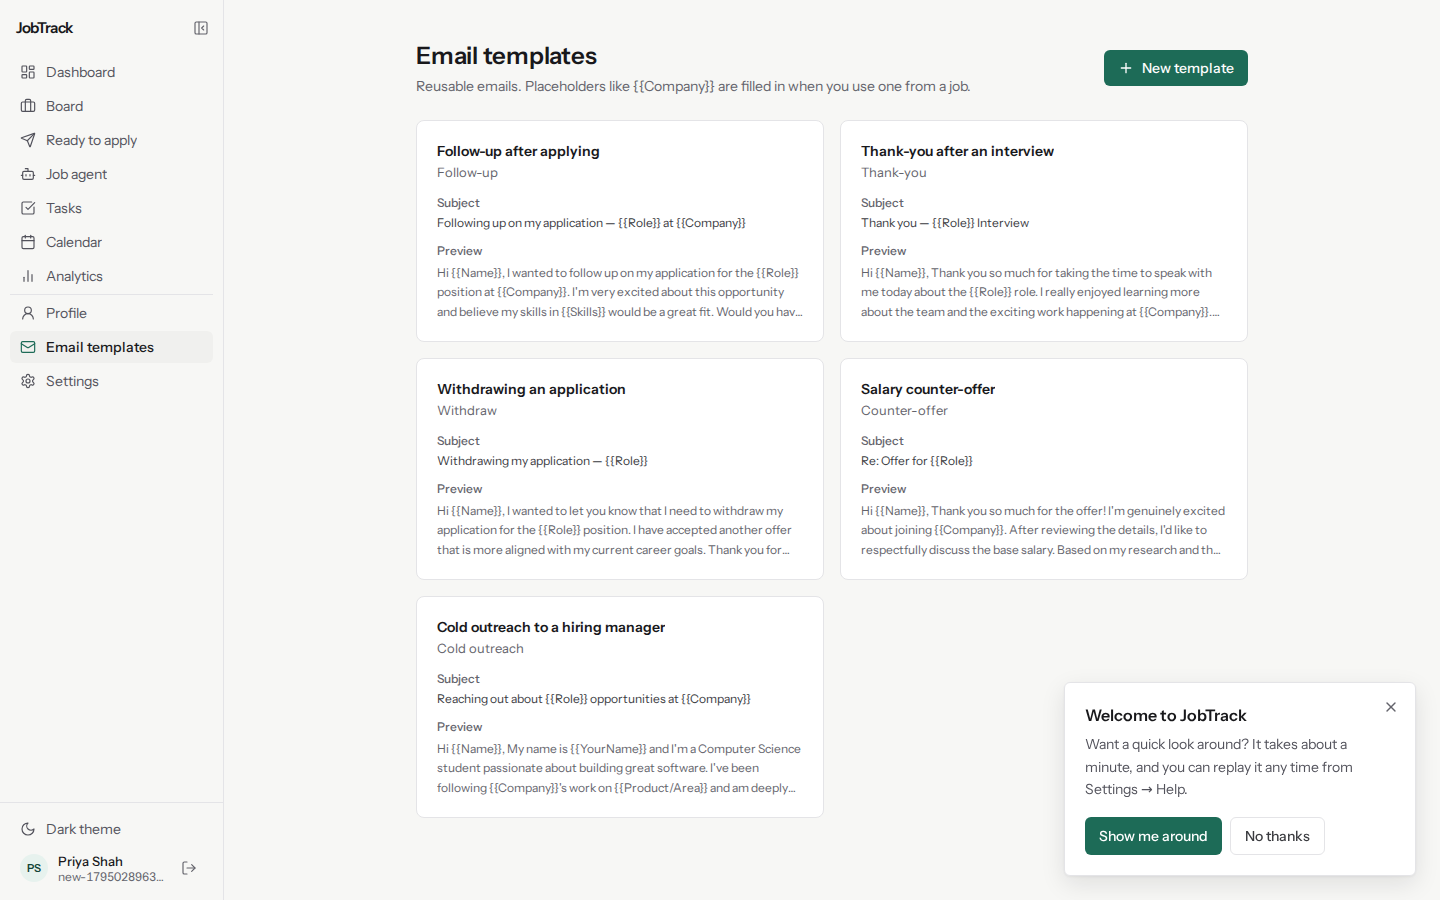 JobTrack
Dashboard
Board
Ready to apply
Job agent
Tasks
Calendar
Analytics
Profile
Email templates
Settings
Dark theme
PS
Priya Shah
new-1795028963...
Email templates
Reusable emails. Placeholders like {{Company}} are filled in when you use one from a job.
New template
Follow-up after applying
Follow-up
Subject
Following up on my application — {{Role}} at {{Company}}
Preview
Hi {{Name}}, I wanted to follow up on my application for the {{Role}}
position at {{Company}}. I'm very excited about this opportunity
and believe my skills in {{Skills}} would be a great fit. Would you hav...
Thank-you after an interview
Thank-you
Subject
Thank you — {{Role}} Interview
Preview
Hi {{Name}}, Thank you so much for taking the time to speak with
me today about the {{Role}} role. I really enjoyed learning more
about the team and the exciting work happening at {{Company}}....
Withdrawing an application
Withdraw
Subject
Withdrawing my application — {{Role}}
Preview
Hi {{Name}}, I wanted to let you know that I need to withdraw my
application for the {{Role}} position. I have accepted another offer
that is more aligned with my current career goals. Thank you for...
Salary counter-offer
Counter-offer
Subject
Re: Offer for {{Role}}
Preview
Hi {{Name}}, Thank you so much for the offer! I'm genuinely excited
about joining {{Company}}. After reviewing the details, I'd like to
respectfully discuss the base salary. Based on my research and th...
Cold outreach to a hiring manager
Cold outreach
Subject
Reaching out about {{Role}} opportunities at {{Company}}
Preview
Hi {{Name}}, My name is {{YourName}} and I'm a Computer Science
student passionate about building great software. I've been
following {{Company}}'s work on {{Product/Area}} and am deeply...
Welcome to JobTrack
Want a quick look around? It takes about a
minute, and you can replay it any time from
Settings → Help.
Show me around
No thanks